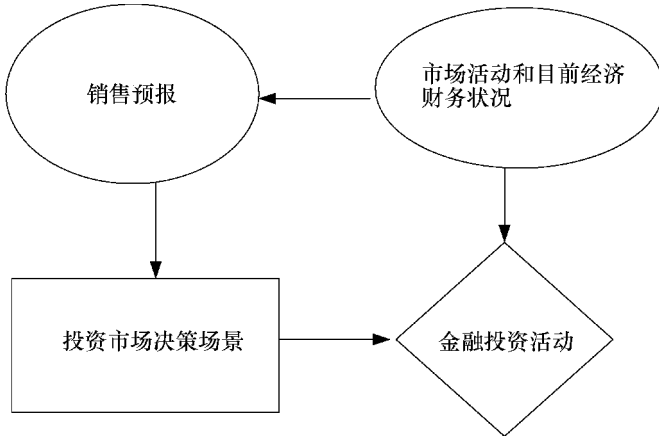 销售预报
市场活动和目前经济
财务状况
投资市场决策场景
金融投资活动